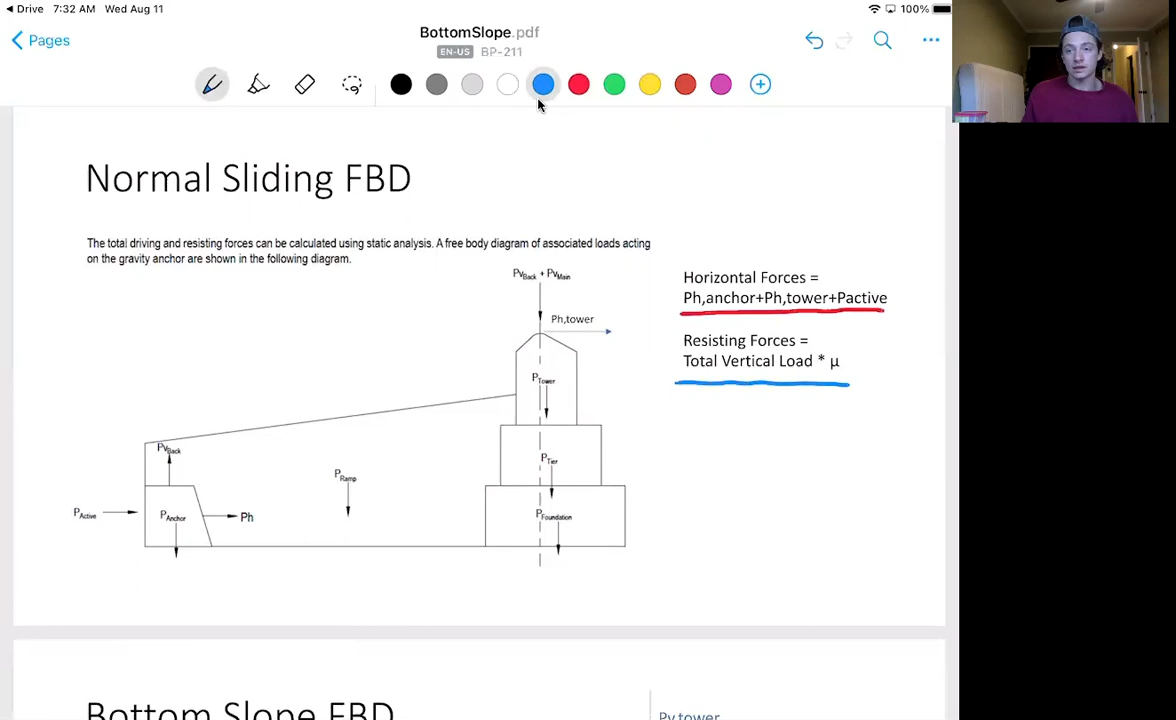 Drive 7:32 AM Wed Aug 11
100%
Pages
BottomSlope.pdf
EN-US BP-211
Normal Sliding FBD
The total driving and resisting forces can be calculated using static analysis. A free body diagram of associated loads acting
on the gravity anchor are shown in the following diagram.
PvBack + PvMain
Ph,tower
Horizontal Forces =
Ph,anchor+Ph,tower+Pactive
Resisting Forces =
Total Vertical Load * μ
PTower
PvBack
PTier
PRamp
PActive
PAnchor
Ph
PFoundation
Bottom Slope FBD
Pv,tower